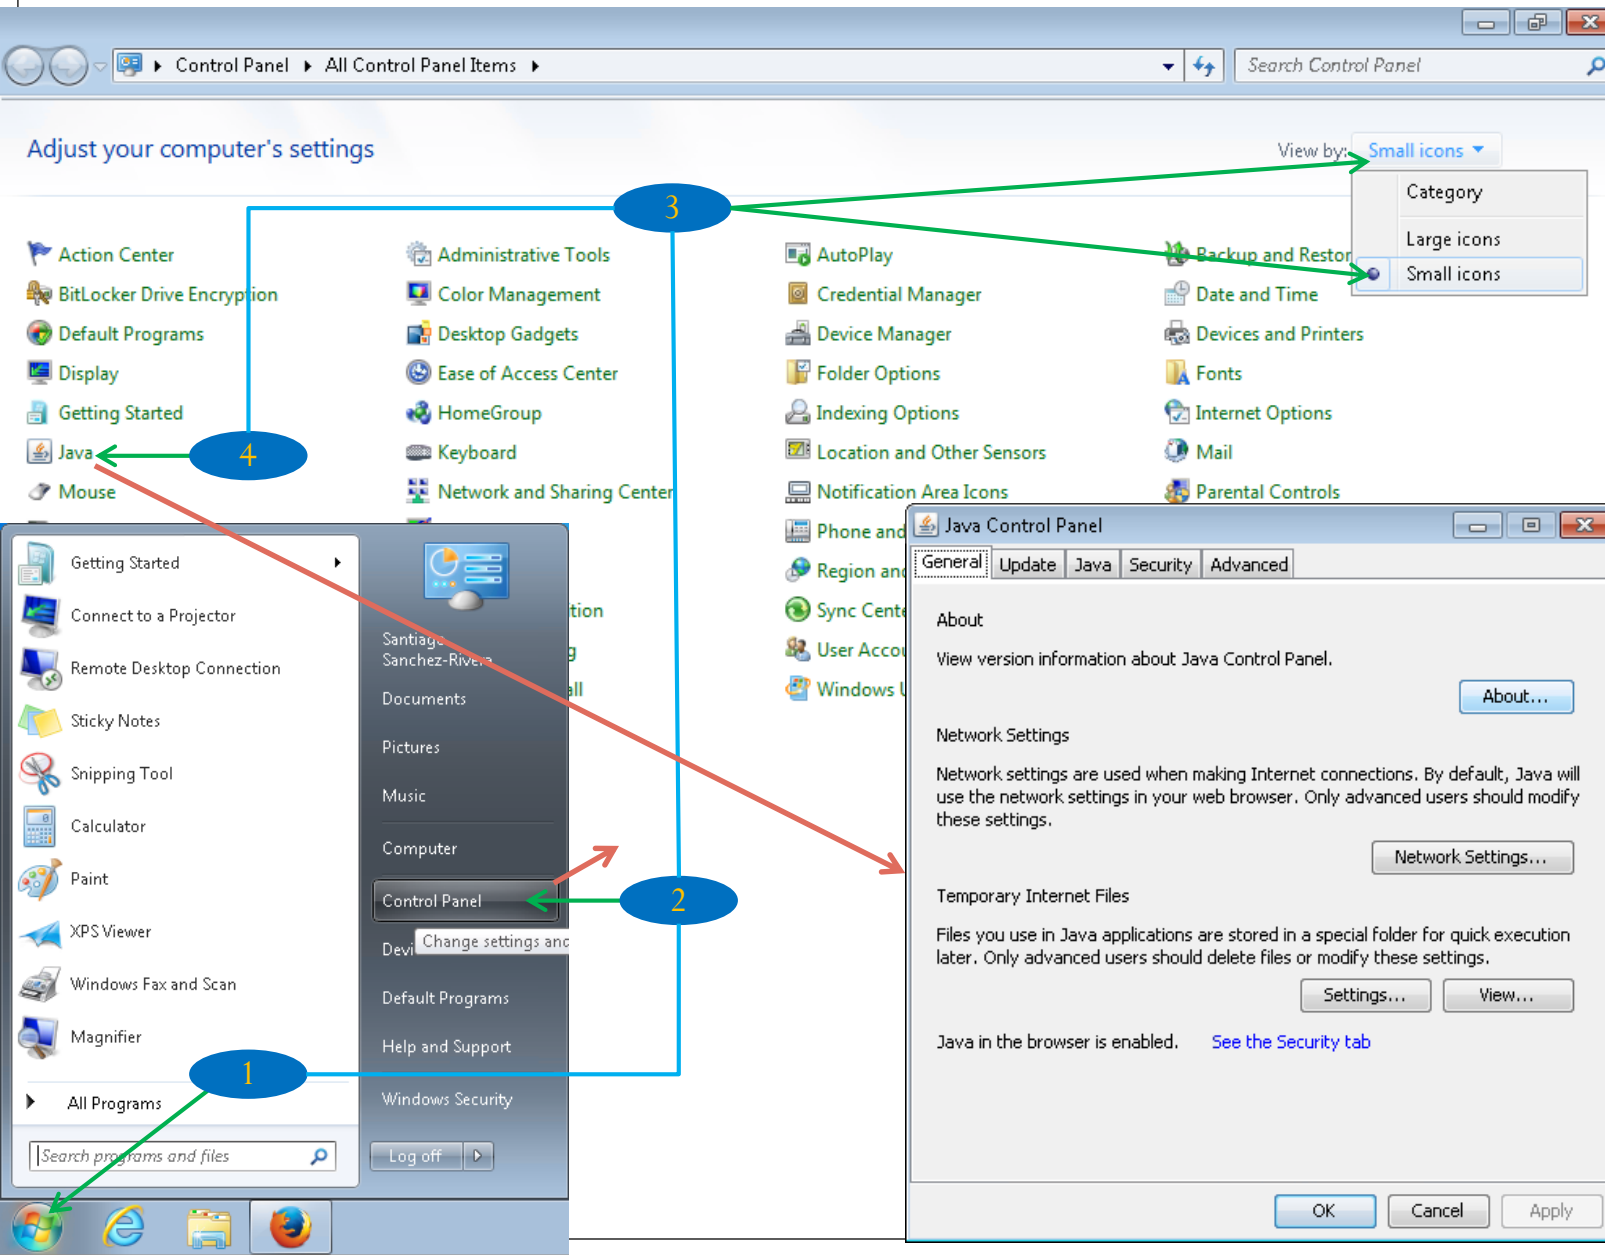 Control Panel
All Control Panel Items
Search Control Panel
Adjust your computer's settings
View by:
Small icons
Category
Large icons
Small icons
3
Action Center
Administrative Tools
AutoPlay
Backup and Restor
BitLocker Drive Encryption
Color Management
Credential Manager
Date and Time
Default Programs
Desktop Gadgets
Device Manager
Devices and Printers
Display
Ease of Access Center
Folder Options
Fonts
Getting Started
HomeGroup
Indexing Options
Internet Options
Java
4
Keyboard
Location and Other Sensors
Mail
Mouse
Network and Sharing Center
Notification Area Icons
Parental Controls
Phone and
Region and
tion
Sync Cente
g
User Accou
all
Windows U
Getting Started
Connect to a Projector
Remote Desktop Connection
Sticky Notes
Snipping Tool
Calculator
Paint
XPS Viewer
Windows Fax and Scan
Magnifier
1
All Programs
Search programs and files
Santiago
Sanchez-Rivera
Documents
Pictures
Music
Computer
Control Panel
2
Change settings and
Devi
Default Programs
Help and Support
Windows Security
Log off
Java Control Panel
General
Update
Java
Security
Advanced
About
View version information about Java Control Panel.
About...
Network Settings
Network settings are used when making Internet connections. By default, Java will
use the network settings in your web browser. Only advanced users should modify
these settings.
Network Settings...
Temporary Internet Files
Files you use in Java applications are stored in a special folder for quick execution
later. Only advanced users should delete files or modify these settings.
Settings...
View...
Java in the browser is enabled.
See the Security tab
OK
Cancel
Apply